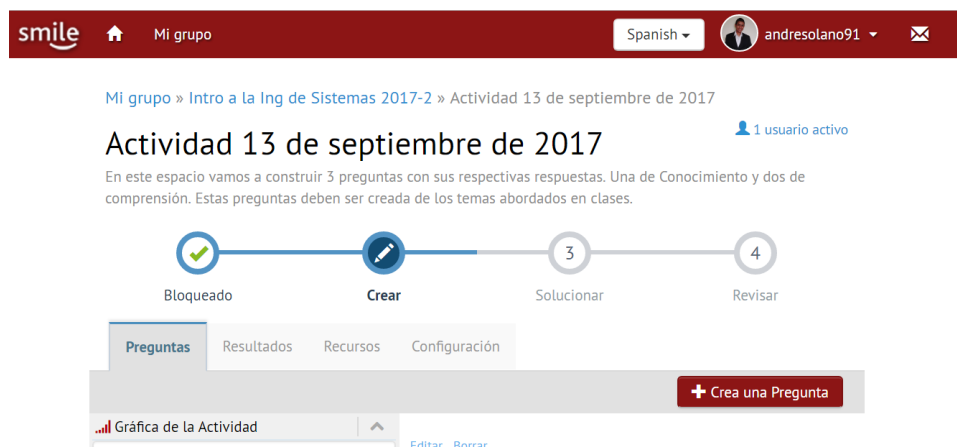 smile Mi grupo Spanish andresolano91
Mi grupo » Intro a la Ing de Sistemas 2017-2 » Actividad 13 de septiembre de 2017
1 usuario activo
Actividad 13 de septiembre de 2017
En este espacio vamos a construir 3 preguntas con sus respectivas respuestas. Una de Conocimiento y dos de
comprensión. Estas preguntas deben ser creada de los temas abordados en clases.
3 4
Bloqueado Crear Solucionar Revisar
Preguntas Resultados Recursos Configuración
Crea una Pregunta
Gráfica de la Actividad
Editar Borrar